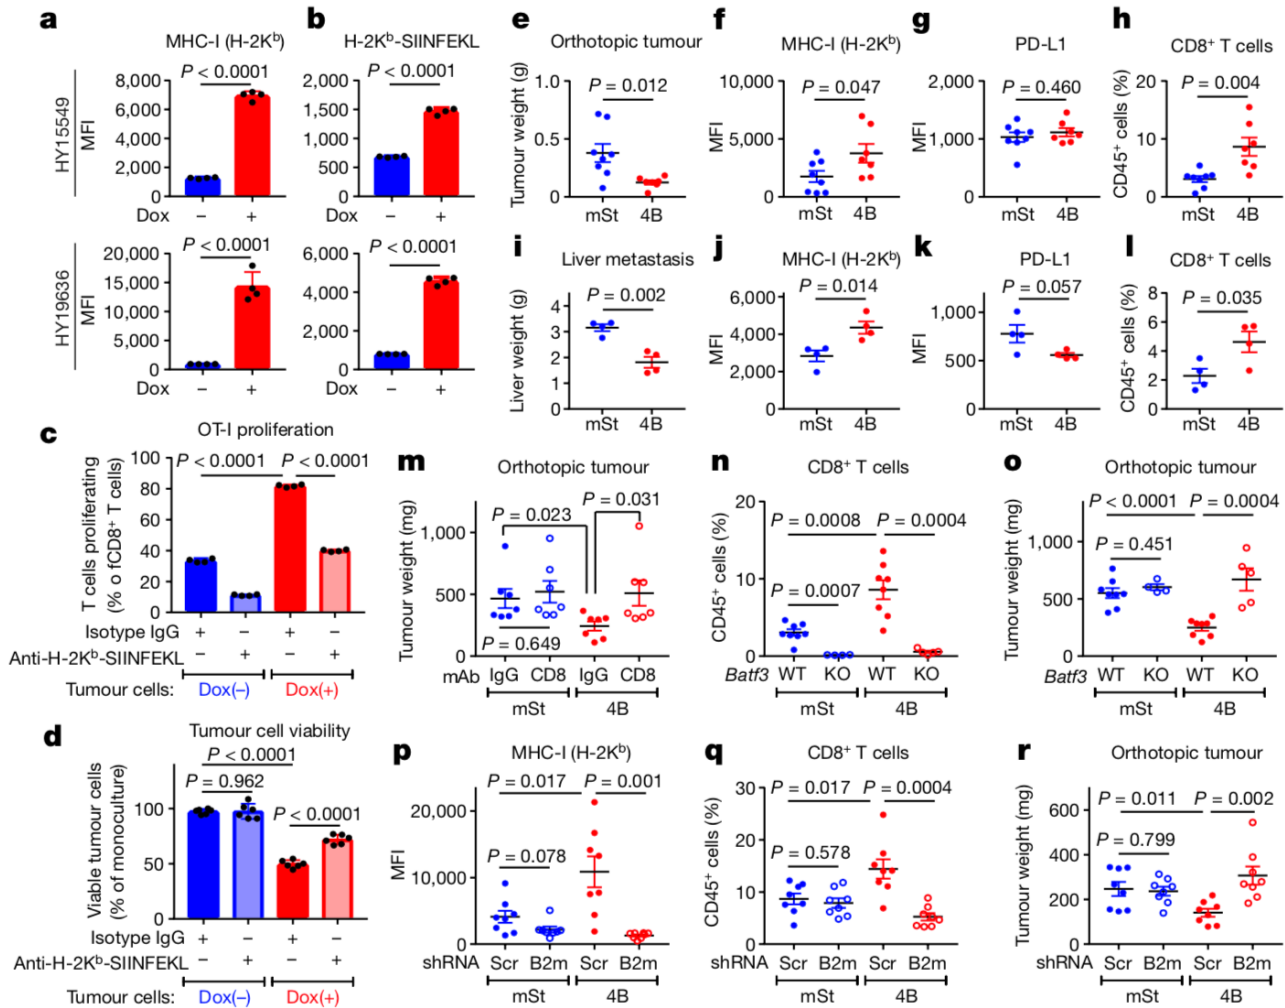 a
MHC-I (H-2Kᵇ)
HY15549
MFI
8,000
6,000
4,000
2,000
0
P < 0.0001
Dox
– +
HY19636
MFI
20,000
15,000
10,000
5,000
0
P < 0.0001
Dox
– +
b
H-2Kᵇ-SIINFEKL
2,000
1,500
1,000
500
0
P < 0.0001
– +
6,000
4,000
2,000
0
P < 0.0001
– +
c
OT-I proliferation
T cells proliferating
(% o fCD8⁺ T cells)
100
80
60
40
20
0
P < 0.0001 P < 0.0001
Isotype IgG + – + –
Anti-H-2Kᵇ-SIINFEKL – + – +
Tumour cells: Dox(–) Dox(+)
d
Tumour cell viability
Viable tumour cells
(% of monoculture)
100
50
0
P < 0.0001
P = 0.962
P < 0.0001
Isotype IgG + – + –
Anti-H-2Kᵇ-SIINFEKL – + – +
Tumour cells: Dox(–) Dox(+)
e
Orthotopic tumour
Tumour weight (g)
1.0
0.5
0
P = 0.012
mSt 4B
f
MHC-I (H-2Kᵇ)
MFI
10,000
5,000
0
P = 0.047
mSt 4B
g
PD-L1
MFI
2,000
1,000
0
P = 0.460
mSt 4B
h
CD8⁺ T cells
CD45⁺ cells (%)
20
10
0
P = 0.004
mSt 4B
i
Liver metastasis
Liver weight (g)
4
3
2
1
0
P = 0.002
mSt 4B
j
MHC-I (H-2Kᵇ)
MFI
6,000
4,000
2,000
0
P = 0.014
mSt 4B
k
PD-L1
MFI
1,000
500
0
P = 0.057
mSt 4B
l
CD8⁺ T cells
CD45⁺ cells (%)
8
6
4
2
0
P = 0.035
mSt 4B
m
Orthotopic tumour
Tumour weight (mg)
1,000
500
0
P = 0.031
P = 0.023
P = 0.649
mAb IgG CD8 IgG CD8
mSt 4B
n
CD8⁺ T cells
CD45⁺ cells (%)
20
10
0
P = 0.0008 P = 0.0004
P = 0.0007
Batf3 WT KO WT KO
mSt 4B
o
Orthotopic tumour
Tumour weight (mg)
1,000
500
0
P < 0.0001 P = 0.0004
P = 0.451
Batf3 WT KO WT KO
mSt 4B
p
MHC-I (H-2Kᵇ)
MFI
20,000
10,000
0
P = 0.017 P = 0.001
P = 0.078
shRNA Scr B2m Scr B2m
mSt 4B
q
CD8⁺ T cells
CD45⁺ cells (%)
30
20
10
0
P = 0.017 P = 0.0004
P = 0.578
shRNA Scr B2m Scr B2m
mSt 4B
r
Orthotopic tumour
Tumour weight (mg)
600
400
200
0
P = 0.011 P = 0.002
P = 0.799
shRNA Scr B2m Scr B2m
mSt 4B